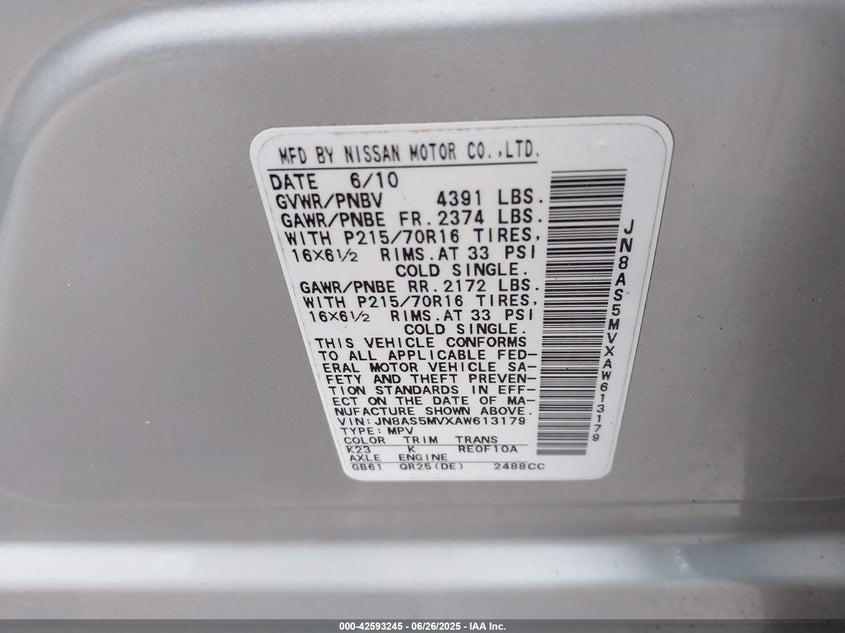 MFD BY NISSAN MOTOR CO.,LTD.
DATE 6/10
GVWR/PNBV 4391 LBS.
GAWR/PNBE FR. 2374 LBS.
WITH P215/70R16 TIRES,
16X6½ RIMS.AT 33 PSI
COLD SINGLE.
GAWR/PNBE RR. 2172 LBS.
WITH P215/70R16 TIRES,
16X6½ RIMS.AT 33 PSI
COLD SINGLE.
THIS VEHICLE CONFORMS
TO ALL APPLICABLE FED-
ERAL MOTOR VEHICLE SA-
FETY AND THEFT PREVEN-
TION STANDARDS IN EFF-
ECT ON THE DATE OF MA-
NUFACTURE SHOWN ABOVE.
VIN: JN8AS5MVXAW613179
TYPE: MPV
COLOR TRIM TRANS
K23 K RE0F10A
AXLE ENGINE
GB61 QR25(DE) 2488CC
JN8AS5MVXAW613179
000-42593245 - 06/26/2025 - IAA Inc.